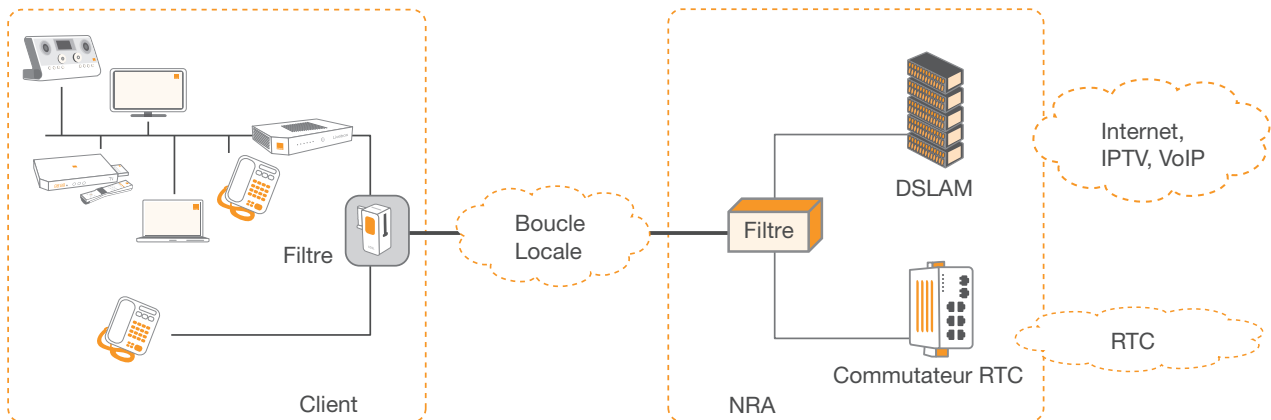 Filtre
Client
Boucle
Locale
Filtre
DSLAM
Commutateur RTC
NRA
Internet,
IPTV, VoIP
RTC